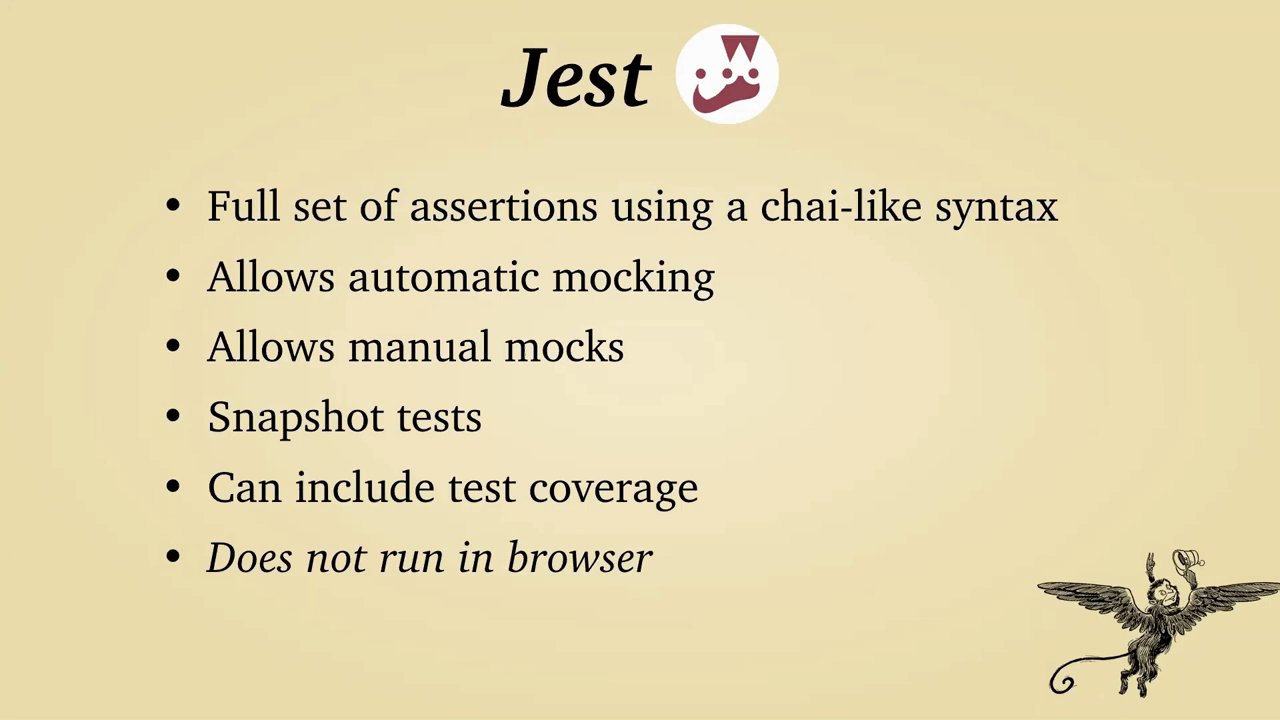 Jest
• Full set of assertions using a chai-like syntax
• Allows automatic mocking
• Allows manual mocks
• Snapshot tests
• Can include test coverage
• Does not run in browser